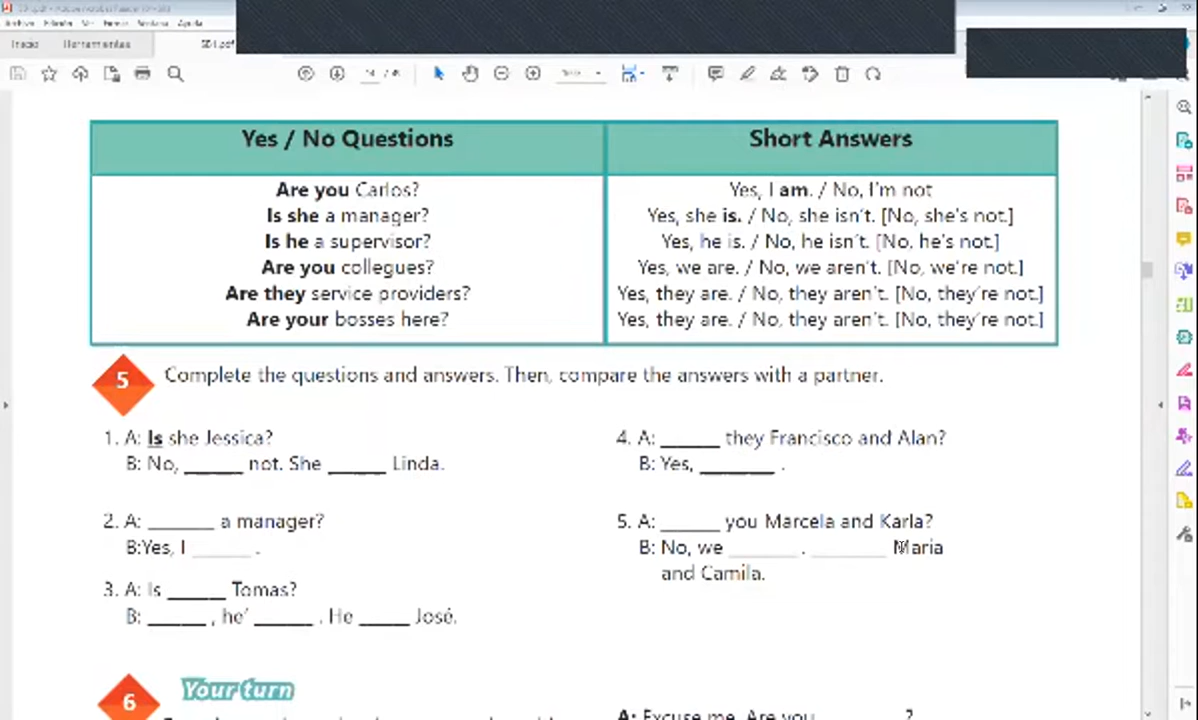 Archivo Edición Ver Ventana Ayuda
Inicio Herramientas
Yes / No Questions Short Answers
Are you Carlos? Yes, I am. / No, I'm not
Is she a manager? Yes, she is. / No, she isn't. [No, she's not.]
Is he a supervisor? Yes, he is. / No, he isn't. [No, he's not.]
Are you collegues? Yes, we are. / No, we aren't. [No, we're not.]
Are they service providers? Yes, they are. / No, they aren't. [No, they're not.]
Are your bosses here? Yes, they are. / No, they aren't. [No, they're not.]
5 Complete the questions and answers. Then, compare the answers with a partner.
1. A: Is she Jessica?
B: No, ______ not. She ______ Linda.
2. A: _______ a manager?
B:Yes, I ______ .
3. A: Is ______ Tomas?
B: ______ , he' ______ . He _____ José.
4. A: ______ they Francisco and Alan?
B: Yes, ________ .
5. A: ______ you Marcela and Karla?
B: No, we _______ . ________ Maria
and Camila.
6 Your turn
A: Excuse me. Are you ________ ?